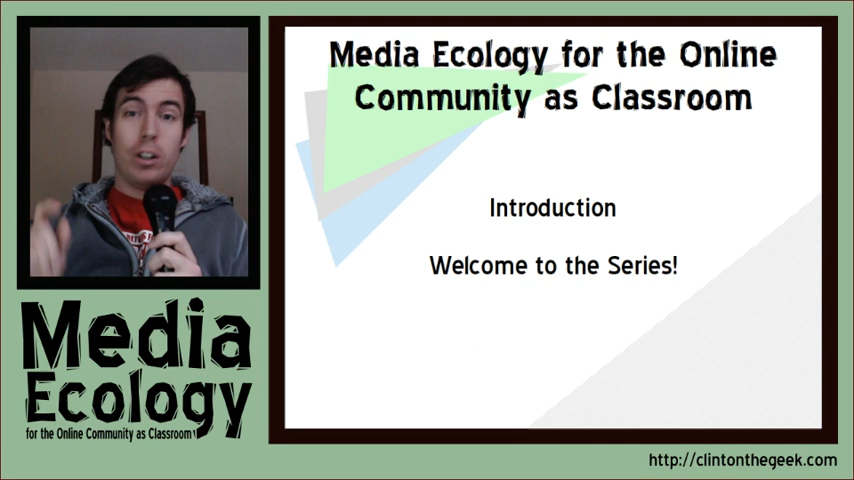 Media Ecology for the Online
Community as Classroom
Introduction
Welcome to the Series!
Media
Ecology
for the Online Community as Classroom
http://clintonthegeek.com